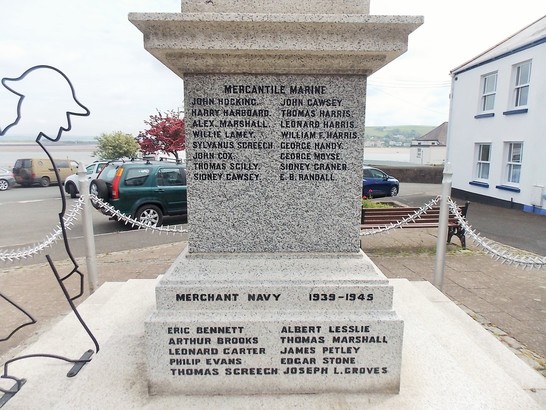 MERCANTILE MARINE
JOHN HOCKING. JOHN CAWSEY.
HARRY HARBOARD. THOMAS HARRIS.
ALEX. MARSHALL. LEONARD HARRIS.
WILLIE LAMEY. WILLIAM F. HARRIS.
SYLVANUS SCREECH. GEORGE HANDY.
JOHN COX. GEORGE MOYSE.
THOMAS SCILLY. SIDNEY CRANER.
SIDNEY CAWSEY. E. B. RANDALL.
MERCHANT NAVY 1939-1945
ERIC BENNETT ALBERT LESSLIE
ARTHUR BROOKS THOMAS MARSHALL
LEONARD CARTER JAMES PETLEY
PHILIP EVANS EDGAR STONE
THOMAS SCREECH JOSEPH L. GROVES